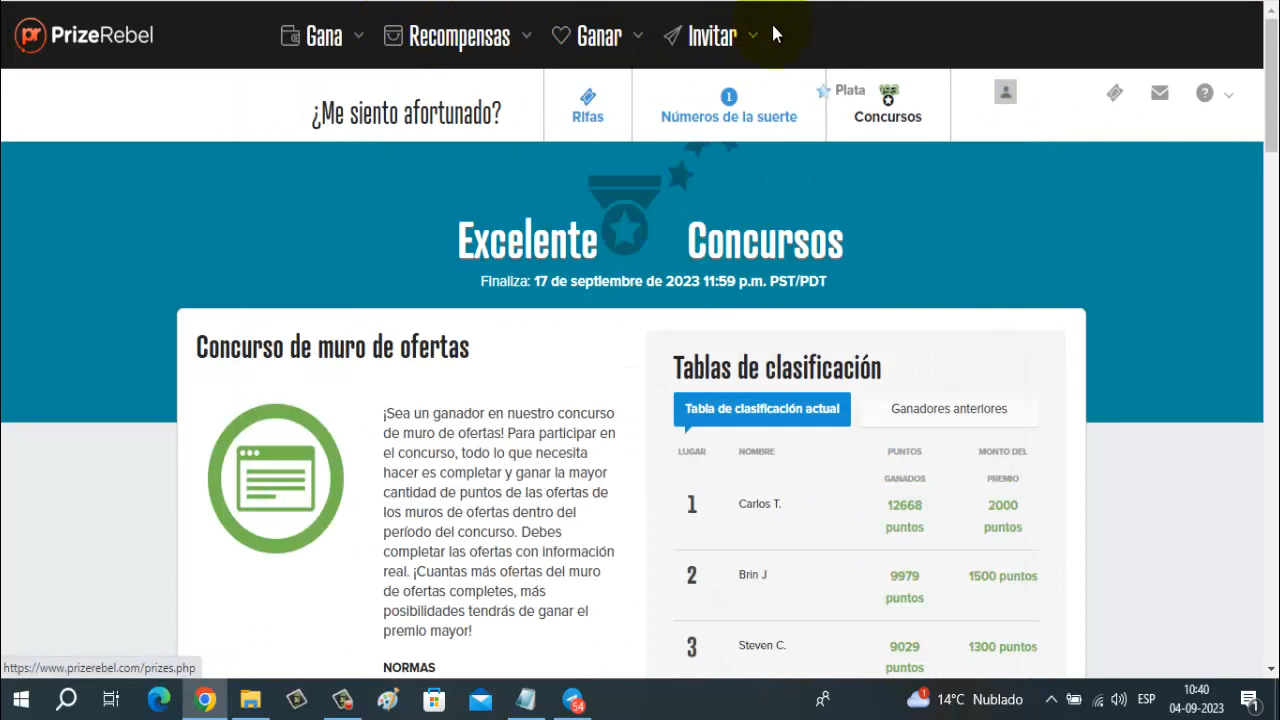 pr PrizeRebel
Gana
Recompensas
Ganar
Invitar
¿Me siento afortunado?
Rifas
1
Números de la suerte
Plata
Concursos
Excelente Concursos
Finaliza: 17 de septiembre de 2023 11:59 p.m. PST/PDT
Concurso de muro de ofertas
¡Sea un ganador en nuestro concurso
de muro de ofertas! Para participar en
el concurso, todo lo que necesita
hacer es completar y ganar la mayor
cantidad de puntos de las ofertas de
los muros de ofertas dentro del
período del concurso. Debes
completar las ofertas con información
real. ¡Cuantas más ofertas del muro
de ofertas completes, más
posibilidades tendrás de ganar el
premio mayor!
NORMAS
Tablas de clasificación
Tabla de clasificación actual
Ganadores anteriores
LUGAR NOMBRE PUNTOS MONTO DEL
GANADOS PREMIO
1 Carlos T. 12668 2000
puntos puntos
2 Brin J 9979 1500 puntos
puntos
3 Steven C. 9029 1300 puntos
puntos
https://www.prizerebel.com/prizes.php
54
1
14°C Nublado
ESP
10:40
04-09-2023
1